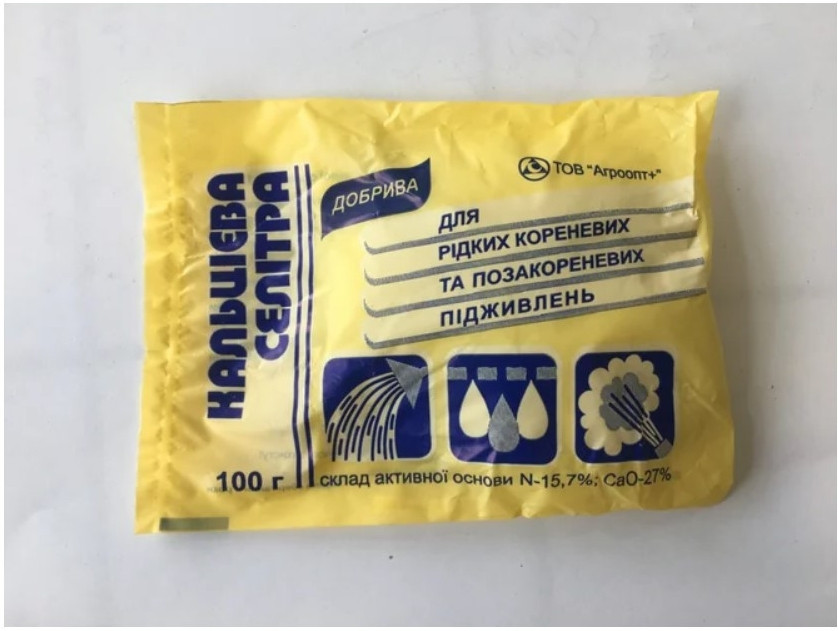 КАЛЬЦІЄВА
СЕЛІТРА
ДОБРИВА
ТОВ "Агроопт+"
ДЛЯ
РІДКИХ КОРЕНЕВИХ
ТА ПОЗАКОРЕНЕВИХ
ПІДЖИВЛЕНЬ
100 г
склад активної основи N-15,7%; CaO-27%